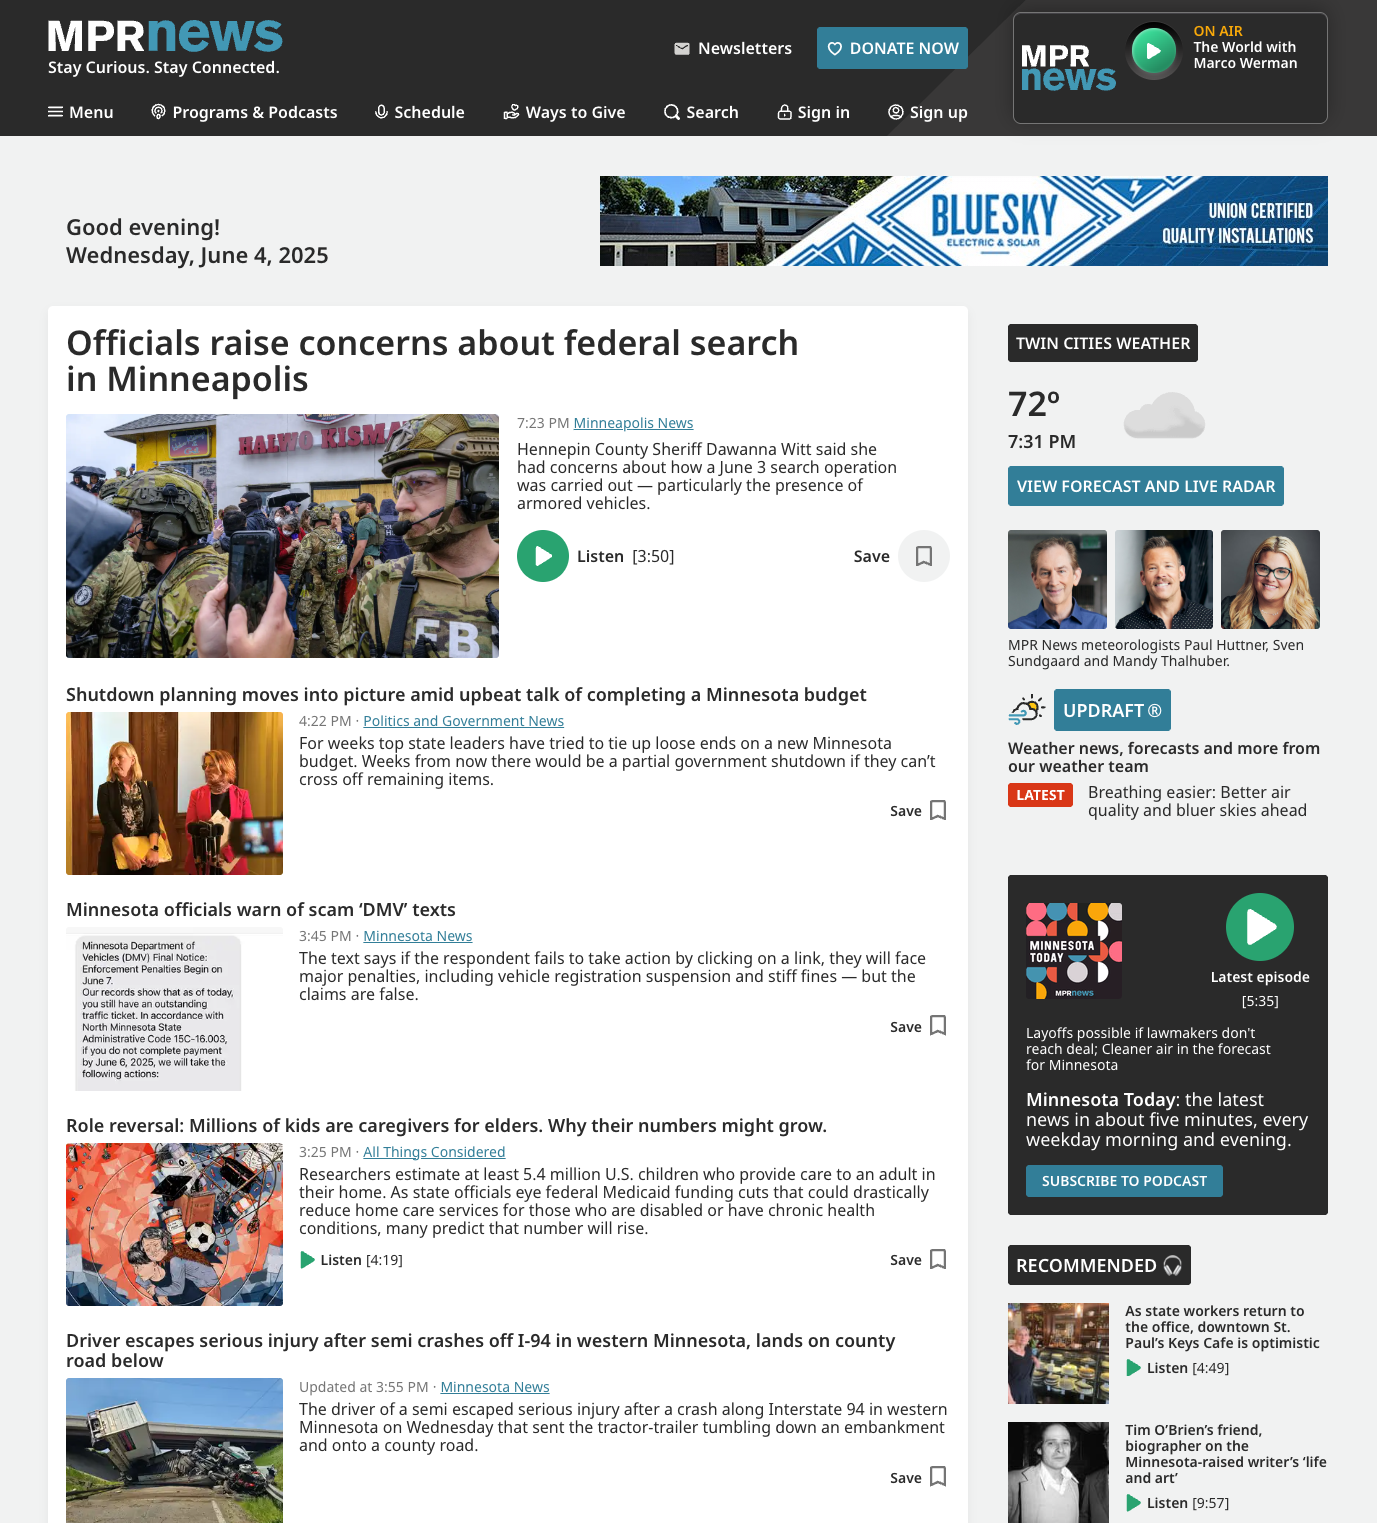 MPRnews
Stay Curious. Stay Connected.
Newsletters
DONATE NOW
MPR
news
ON AIR
The World with
Marco Werman
Menu
Programs & Podcasts
Schedule
Ways to Give
Search
Sign in
Sign up
Good evening!
Wednesday, June 4, 2025
BLUESKY
ELECTRIC & SOLAR
UNION CERTIFIED
QUALITY INSTALLATIONS
Officials raise concerns about federal search
in Minneapolis
HALWO KISMA
FB
7:23 PM Minneapolis News
Hennepin County Sheriff Dawanna Witt said she
had concerns about how a June 3 search operation
was carried out — particularly the presence of
armored vehicles.
Listen [3:50]
Save
Shutdown planning moves into picture amid upbeat talk of completing a Minnesota budget
4:22 PM · Politics and Government News
For weeks top state leaders have tried to tie up loose ends on a new Minnesota
budget. Weeks from now there would be a partial government shutdown if they can’t
cross off remaining items.
Save
Minnesota officials warn of scam ‘DMV’ texts
Minnesota Department of
Vehicles (DMV) Final Notice:
Enforcement Penalties Begin on
June 7.
Our records show that as of today,
you still have an outstanding
traffic ticket. In accordance with
North Minnesota State
Administrative Code 15C-16.003,
if you do not complete payment
by June 6, 2025, we will take the
following actions:
3:45 PM · Minnesota News
The text says if the respondent fails to take action by clicking on a link, they will face
major penalties, including vehicle registration suspension and stiff fines — but the
claims are false.
Save
Role reversal: Millions of kids are caregivers for elders. Why their numbers might grow.
3:25 PM · All Things Considered
Researchers estimate at least 5.4 million U.S. children who provide care to an adult in
their home. As state officials eye federal Medicaid funding cuts that could drastically
reduce home care services for those who are disabled or have chronic health
conditions, many predict that number will rise.
Listen [4:19]
Save
Driver escapes serious injury after semi crashes off I-94 in western Minnesota, lands on county
road below
Updated at 3:55 PM · Minnesota News
The driver of a semi escaped serious injury after a crash along Interstate 94 in western
Minnesota on Wednesday that sent the tractor-trailer tumbling down an embankment
and onto a county road.
Save
TWIN CITIES WEATHER
72º
7:31 PM
VIEW FORECAST AND LIVE RADAR
MPR News meteorologists Paul Huttner, Sven
Sundgaard and Mandy Thalhuber.
UPDRAFT ®
Weather news, forecasts and more from
our weather team
LATEST
Breathing easier: Better air
quality and bluer skies ahead
MINNESOTA
TODAY
MPRnews
Latest episode
[5:35]
Layoffs possible if lawmakers don't
reach deal; Cleaner air in the forecast
for Minnesota
Minnesota Today: the latest
news in about five minutes, every
weekday morning and evening.
SUBSCRIBE TO PODCAST
RECOMMENDED
As state workers return to
the office, downtown St.
Paul’s Keys Cafe is optimistic
Listen [4:49]
Tim O’Brien’s friend,
biographer on the
Minnesota-raised writer’s ‘life
and art’
Listen [9:57]